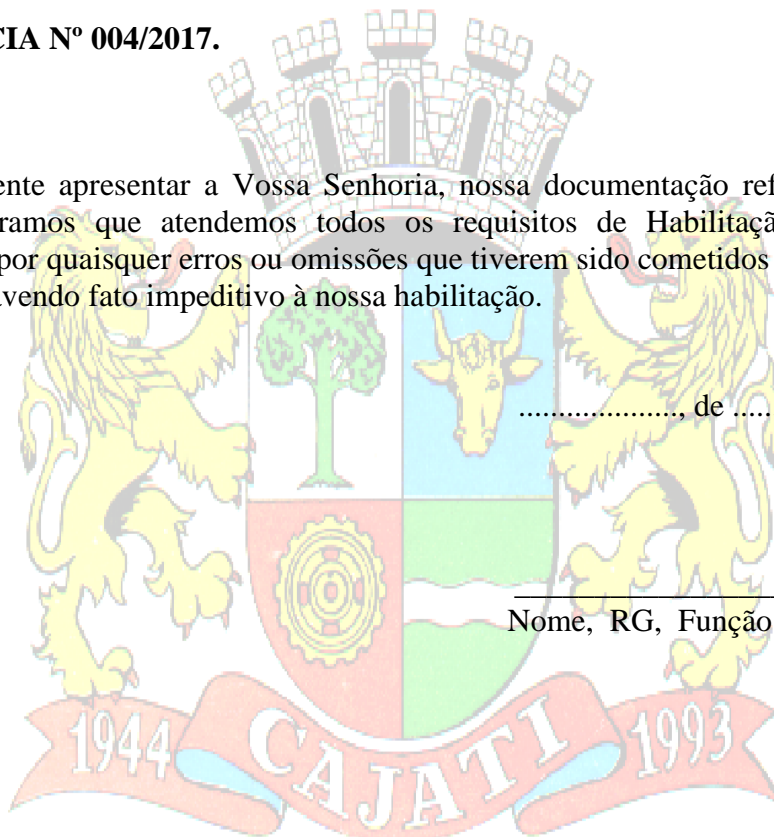 CIA Nº 004/2017.
ente apresentar a Vossa Senhoria, nossa documentação ref
ramos que atendemos todos os requisitos de Habilitaçã
por quaisquer erros ou omissões que tiverem sido cometidos
avendo fato impeditivo à nossa habilitação.
..................., de .....
___________________
Nome, RG, Função
1944 CAJATI 1993